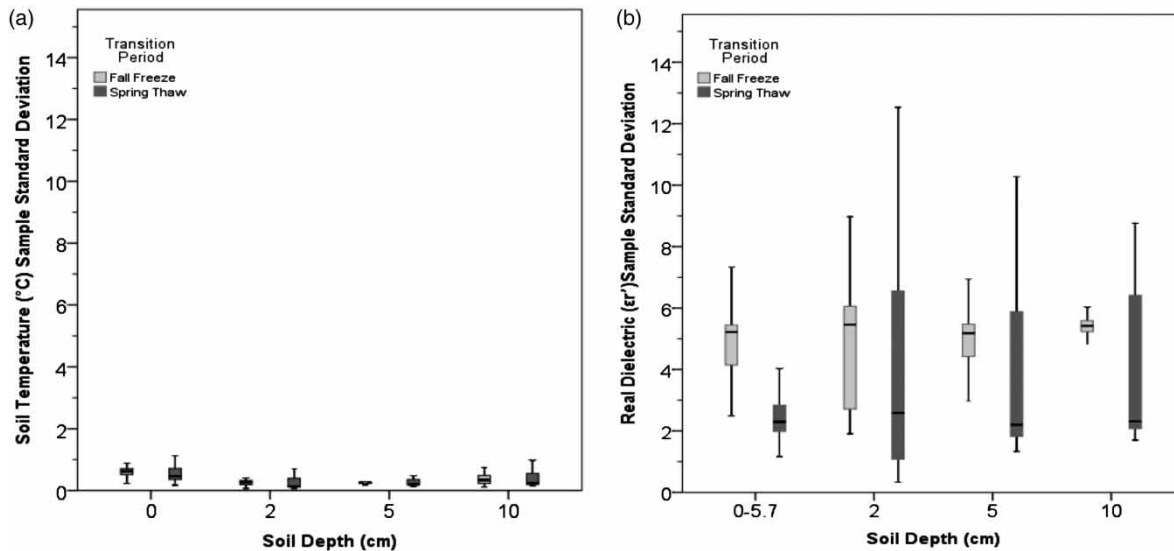 (a)
Soil Temperature (°C) Sample Standard Deviation
14
12
10
8
6
4
2
0
Transition
Period
Fall Freeze
Spring Thaw
0 2 5 10
Soil Depth (cm)
(b)
Real Dielectric (εr')Sample Standard Deviation
14
12
10
8
6
4
2
0
Transition
Period
Fall Freeze
Spring Thaw
0-5.7 2 5 10
Soil Depth (cm)